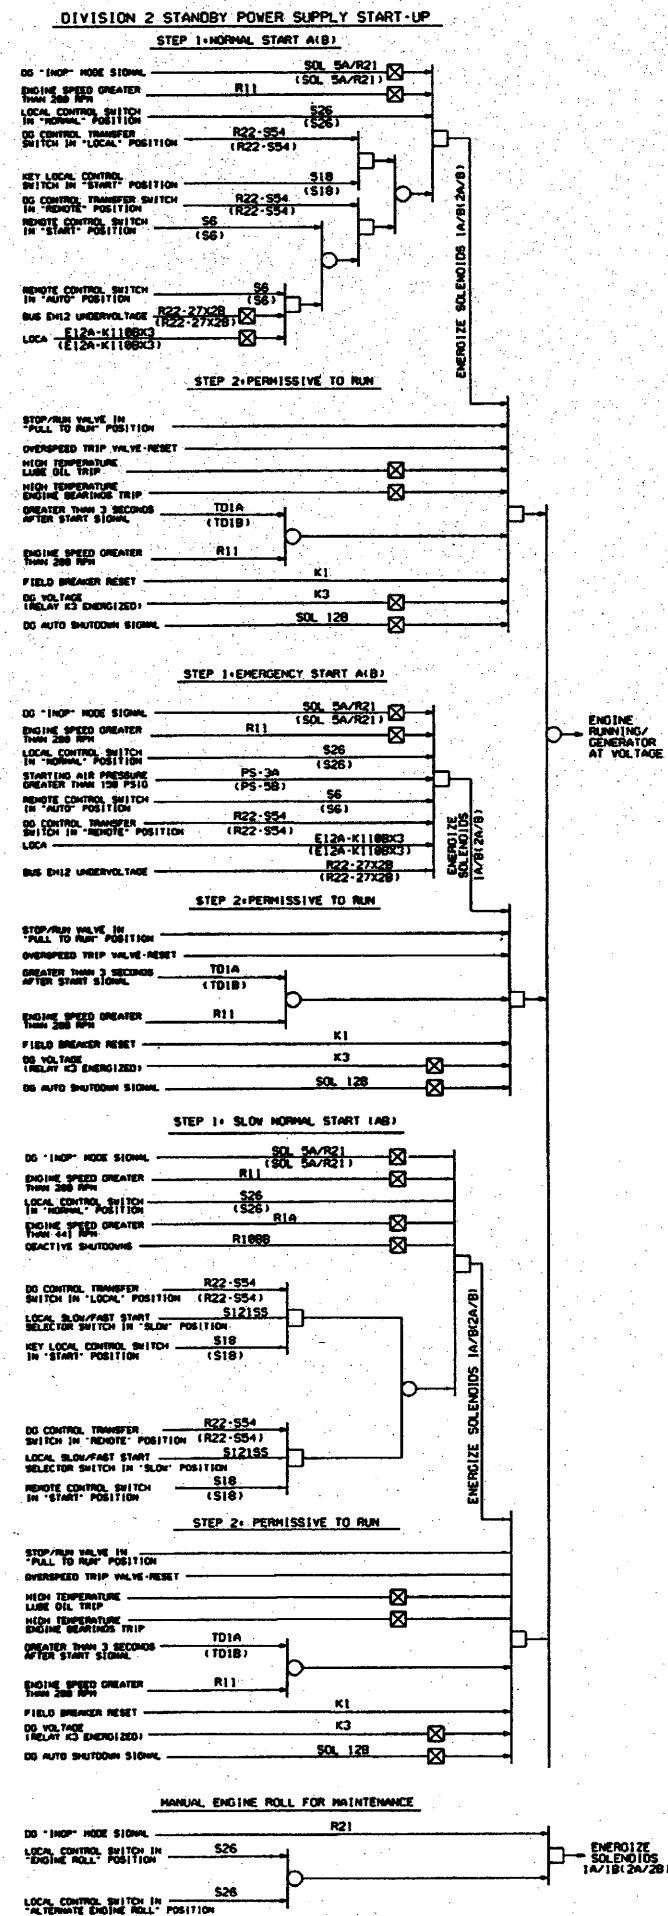 DIVISION 2 STANDBY POWER SUPPLY START-UP
STEP 1:NORMAL START A(B)
DG "INOP" MODE SIGNAL
SOL 5A/R21
(SOL 5A/R21)
ENGINE SPEED GREATER
THAN 200 RPM
R11
LOCAL CONTROL SWITCH
IN "NORMAL" POSITION
S26
(S26)
DG CONTROL TRANSFER
SWITCH IN "LOCAL" POSITION
R22-S54
(R22-S54)
KEY LOCAL CONTROL
SWITCH IN "START" POSITION
S18
(S18)
DG CONTROL TRANSFER SWITCH
IN "REMOTE" POSITION
R22-S54
(R22-S54)
REMOTE CONTROL SWITCH
IN "START" POSITION
S6
(S6)
REMOTE CONTROL SWITCH
IN "AUTO" POSITION
S6
(S6)
BUS EH12 UNDERVOLTAGE
R22-27X2B
(R22-27X2B)
LOCA
E12A-K110BX3
(E12A-K110BX3)
ENERGIZE SOLENOIDS 1A/B(2A/B)
STEP 2:PERMISSIVE TO RUN
STOP/RUN VALVE IN
"PULL TO RUN" POSITION
OVERSPEED TRIP VALVE-RESET
HIGH TEMPERATURE
LUBE OIL TRIP
HIGH TEMPERATURE
ENGINE BEARINGS TRIP
GREATER THAN 3 SECONDS
AFTER START SIGNAL
TD1A
(TD1B)
ENGINE SPEED GREATER
THAN 200 RPM
R11
FIELD BREAKER RESET
K1
DG VOLTAGE
(RELAY K3 ENERGIZED)
K3
DG AUTO SHUTDOWN SIGNAL
SOL 12B
STEP 1:EMERGENCY START A(B)
DG "INOP" MODE SIGNAL
SOL 5A/R21
(SOL 5A/R21)
ENGINE SPEED GREATER
THAN 200 RPM
R11
LOCAL CONTROL SWITCH
IN "NORMAL" POSITION
S26
(S26)
STARTING AIR PRESSURE
GREATER THAN 150 PSIG
PS-3A
(PS-5B)
REMOTE CONTROL SWITCH
IN "AUTO" POSITION
S6
(S6)
DG CONTROL TRANSFER
SWITCH IN "REMOTE" POSITION
R22-S54
(R22-S54)
LOCA
E12A-K110BX3
(E12A-K110BX3)
BUS EH12 UNDERVOLTAGE
R22-27X2B
(R22-27X2B)
ENERGIZE
SOLENOIDS
1A/B(2A/B)
ENGINE
RUNNING/
GENERATOR
AT VOLTAGE
STEP 2:PERMISSIVE TO RUN
STOP/RUN VALVE IN
"PULL TO RUN" POSITION
OVERSPEED TRIP VALVE-RESET
GREATER THAN 3 SECONDS
AFTER START SIGNAL
TD1A
(TD1B)
ENGINE SPEED GREATER
THAN 200 RPM
R11
FIELD BREAKER RESET
K1
DG VOLTAGE
(RELAY K3 ENERGIZED)
K3
DG AUTO SHUTDOWN SIGNAL
SOL 12B
STEP 1: SLOW NORMAL START (AB)
DG "INOP" MODE SIGNAL
SOL 5A/R21
(SOL 5A/R21)
ENGINE SPEED GREATER
THAN 200 RPM
R11
LOCAL CONTROL SWITCH
IN "NORMAL" POSITION
S26
(S26)
ENGINE SPEED GREATER
THAN 441 RPM
R1A
DEACTIVE SHUTDOWNS
R10BB
DG CONTROL TRANSFER
SWITCH IN "LOCAL" POSITION
R22-S54
(R22-S54)
LOCAL SLOW/FAST START
SELECTOR SWITCH IN "SLOW" POSITION
S121SS
KEY LOCAL CONTROL SWITCH
IN "START" POSITION
S18
(S18)
DG CONTROL TRANSFER
SWITCH IN "REMOTE" POSITION
R22-S54
(R22-S54)
LOCAL SLOW/FAST START
SELECTOR SWITCH IN "SLOW" POSITION
S121SS
REMOTE CONTROL SWITCH
IN "START" POSITION
S18
(S18)
ENERGIZE SOLENOIDS 1A/B(2A/B)
STEP 2: PERMISSIVE TO RUN
STOP/RUN VALVE IN
"PULL TO RUN" POSITION
OVERSPEED TRIP VALVE-RESET
HIGH TEMPERATURE
LUBE OIL TRIP
HIGH TEMPERATURE
ENGINE BEARINGS TRIP
GREATER THAN 3 SECONDS
AFTER START SIGNAL
TD1A
(TD1B)
ENGINE SPEED GREATER
THAN 200 RPM
R11
FIELD BREAKER RESET
K1
DG VOLTAGE
(RELAY K3 ENERGIZED)
K3
DG AUTO SHUTDOWN SIGNAL
SOL 12B
MANUAL ENGINE ROLL FOR MAINTENANCE
DG "INOP" MODE SIGNAL
R21
LOCAL CONTROL SWITCH IN
"ENGINE ROLL" POSITION
S26
LOCAL CONTROL SWITCH IN
"ALTERNATE ENGINE ROLL" POSITION
S26
ENERGIZE
SOLENOIDS
1A/1B(2A/2B)